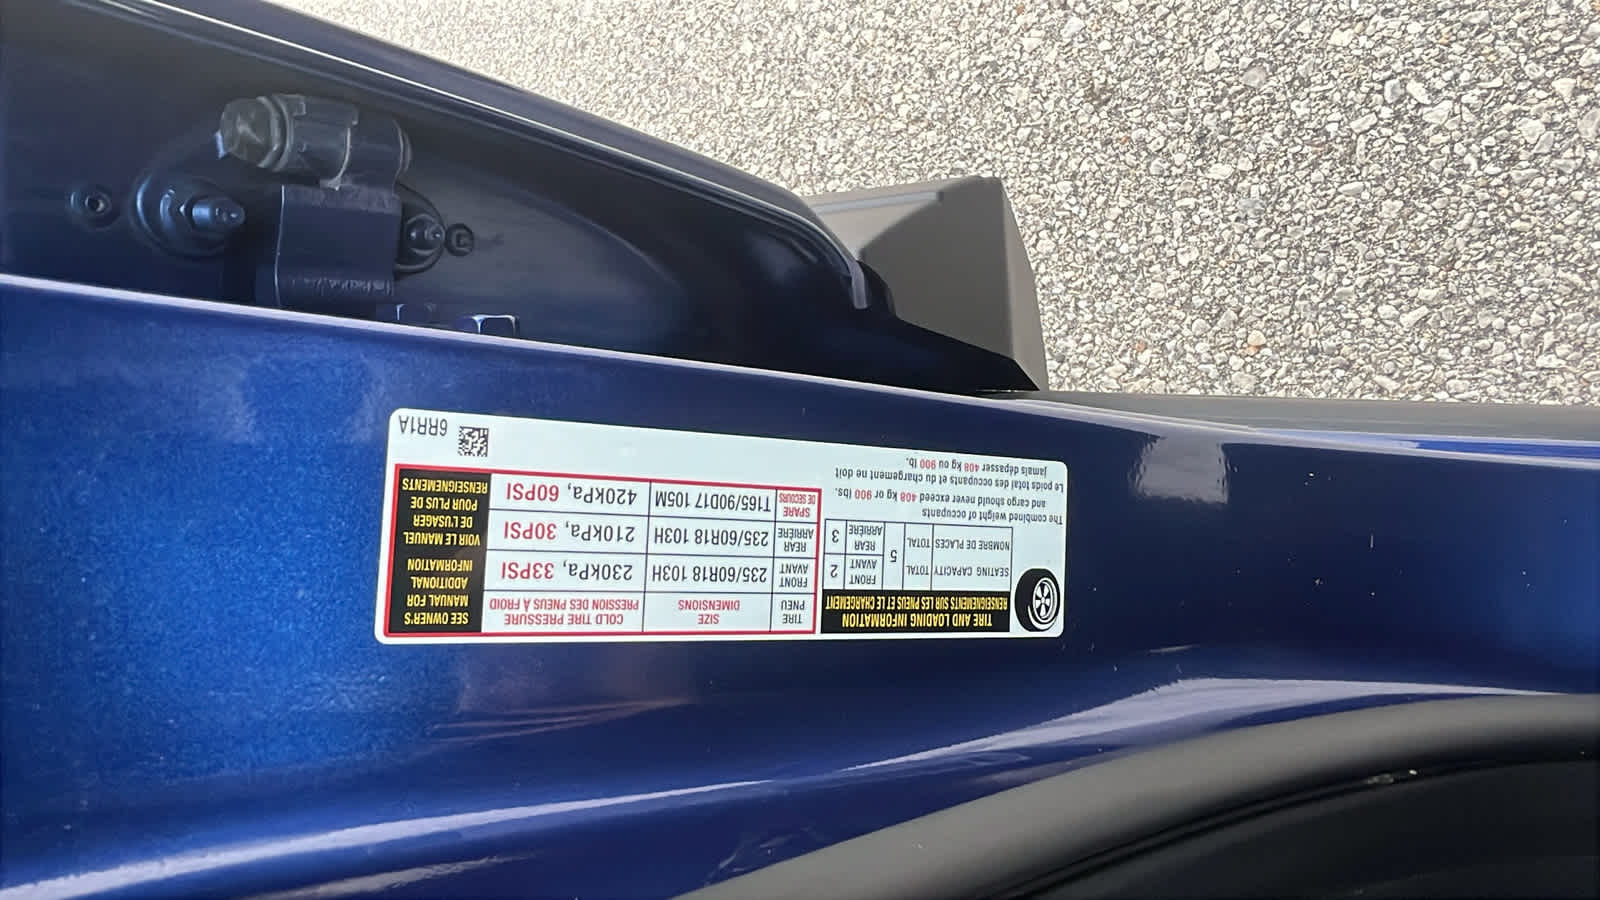 TIRE AND LOADING INFORMATION
RENSEIGNEMENTS SUR LES PNEUS ET LE CHARGEMENT
SEATING CAPACITY
NOMBRE DE PLACES
TOTAL
TOTAL
5
FRONT
AVANT
2
REAR
ARRIÈRE
3
The combined weight of occupants
and cargo should never exceed 408 kg or 900 lbs.
Le poids total des occupants et du chargement ne doit
jamais dépasser 408 kg ou 900 lb.
TIRE
PNEU
SIZE
DIMENSIONS
COLD TIRE PRESSURE
PRESSION DES PNEUS À FROID
FRONT
AVANT
235/60R18 103H
230kPa, 33PSI
REAR
ARRIÈRE
235/60R18 103H
210kPa, 30PSI
SPARE
DE SECOURS
T165/90D17 105M
420kPa, 60PSI
SEE OWNER'S
MANUAL FOR
ADDITIONAL
INFORMATION
VOIR LE MANUEL
DE L'USAGER
POUR PLUS DE
RENSEIGNEMENTS
6RR1A